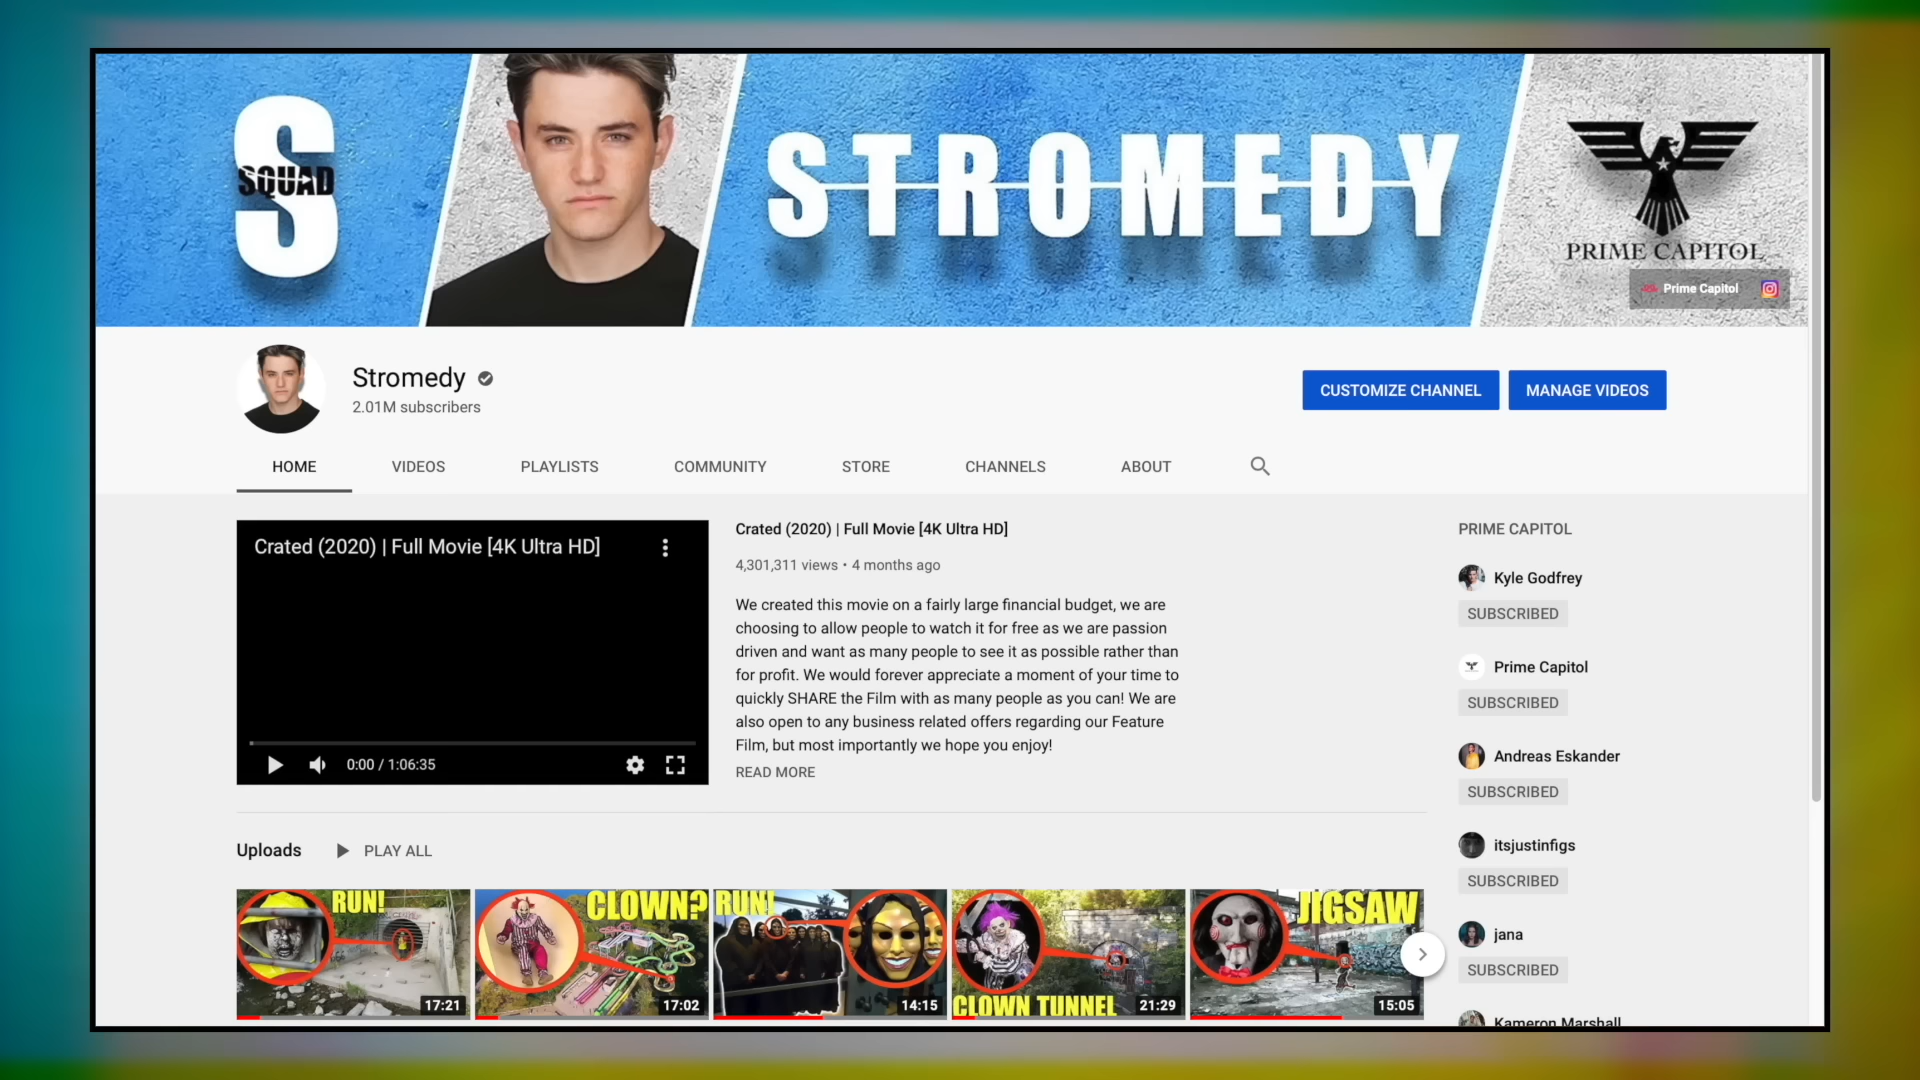 S
SQUAD
STROMEDY
PRIME CAPITOL
Prime Capitol
Stromedy
2.01M subscribers
CUSTOMIZE CHANNEL
MANAGE VIDEOS
HOME
VIDEOS
PLAYLISTS
COMMUNITY
STORE
CHANNELS
ABOUT
Crated (2020) | Full Movie [4K Ultra HD]
0:00 / 1:06:35
Crated (2020) | Full Movie [4K Ultra HD]
4,301,311 views • 4 months ago
We created this movie on a fairly large financial budget, we are
choosing to allow people to watch it for free as we are passion
driven and want as many people to see it as possible rather than
for profit. We would forever appreciate a moment of your time to
quickly SHARE the Film with as many people as you can! We are
also open to any business related offers regarding our Feature
Film, but most importantly we hope you enjoy!
READ MORE
PRIME CAPITOL
Kyle Godfrey
SUBSCRIBED
Prime Capitol
SUBSCRIBED
Andreas Eskander
SUBSCRIBED
itsjustinfigs
SUBSCRIBED
jana
SUBSCRIBED
Kameron Marshall
Uploads
PLAY ALL
RUN!
17:21
CLOWN?
17:02
RUN!
14:15
CLOWN TUNNEL
21:29
JIGSAW
15:05